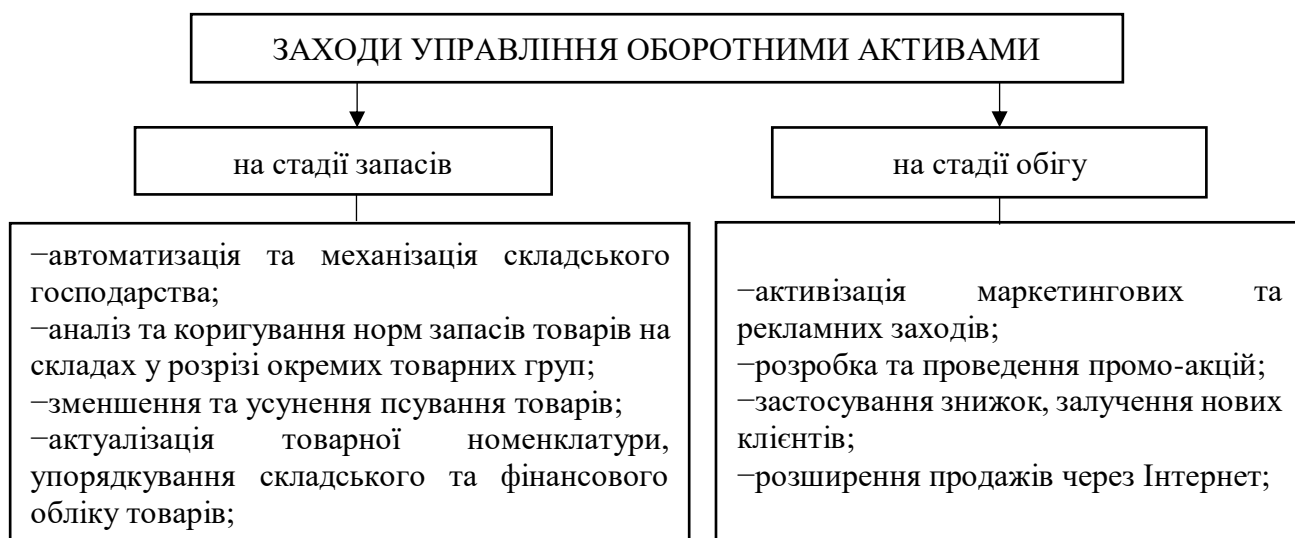 ЗАХОДИ УПРАВЛІННЯ ОБОРОТНИМИ АКТИВАМИ
на стадії запасів
на стадії обігу
−автоматизація та механізація складського
господарства;
−аналіз та коригування норм запасів товарів на
складах у розрізі окремих товарних груп;
−зменшення та усунення псування товарів;
−актуалізація товарної номенклатури,
упорядкування складського та фінансового
обліку товарів;
−активізація маркетингових та
рекламних заходів;
−розробка та проведення промо-акцій;
−застосування знижок, залучення нових
клієнтів;
−розширення продажів через Інтернет;